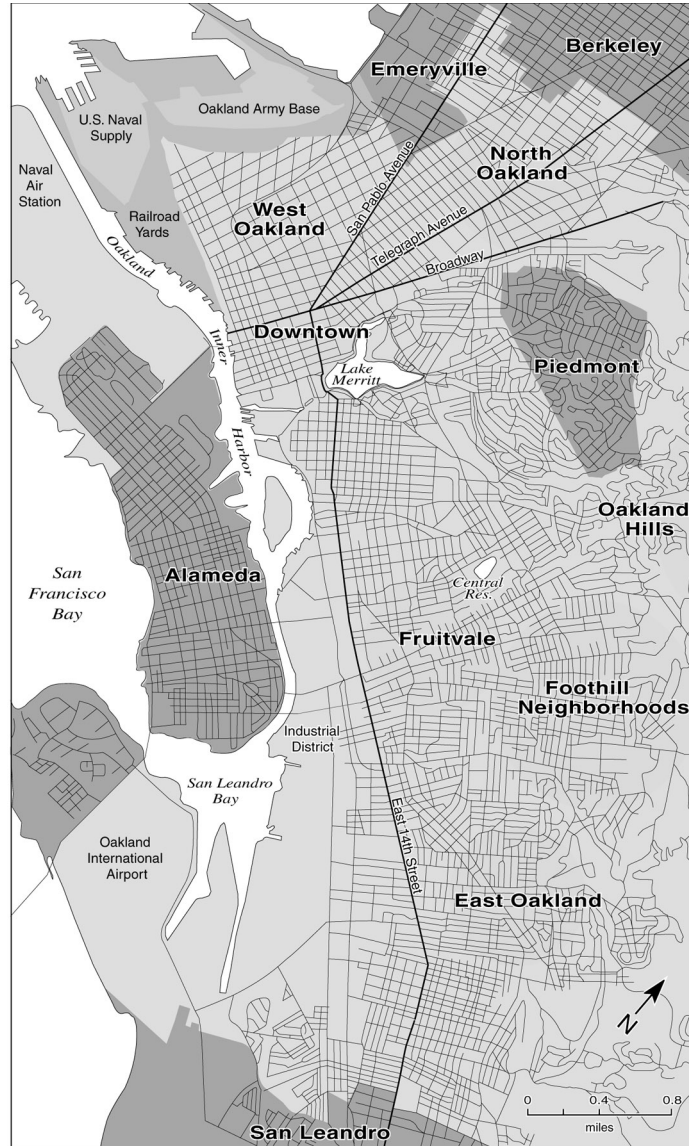 Berkeley
Emeryville
Oakland Army Base
U.S. Naval
Supply
North
Oakland
Naval
Air
Station
San Pablo Avenue
West
Oakland
Railroad
Yards
Telegraph Avenue
Oakland
Broadway
Inner
Downtown
Lake
Merritt
Piedmont
Harbor
Oakland
Hills
San
Francisco
Bay
Alameda
Central
Res.
Fruitvale
Foothill
Neighborhoods
Industrial
District
San Leandro
Bay
East 14th Street
Oakland
International
Airport
East Oakland
N
0 0.4 0.8
miles
San Leandro